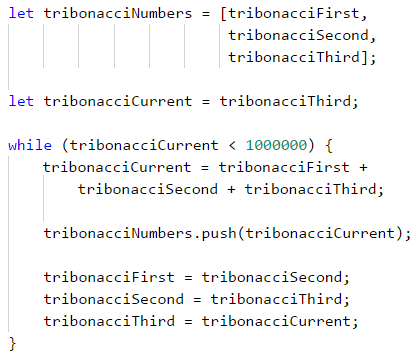 let tribonacciNumbers = [tribonacciFirst,
tribonacciSecond,
tribonacciThird];
let tribonacciCurrent = tribonacciThird;
while (tribonacciCurrent < 1000000) {
tribonacciCurrent = tribonacciFirst +
tribonacciSecond + tribonacciThird;
tribonacciNumbers.push(tribonacciCurrent);
tribonacciFirst = tribonacciSecond;
tribonacciSecond = tribonacciThird;
tribonacciThird = tribonacciCurrent;
}